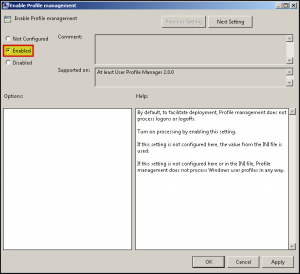 Enable Profile management
Enable Profile management
Previous Setting
Next Setting
Not Configured
Comment:
Enabled
Disabled
Supported on:
At least User Profile Manager 2.0.0
Options:
Help:
By default, to facilitate deployment, Profile management does not
process logons or logoffs.
Turn on processing by enabling this setting.
If this setting is not configured here, the value from the INI file is
used.
If this setting is not configured here or in the INI file, Profile
management does not process Windows user profiles in any way.
OK
Cancel
Apply